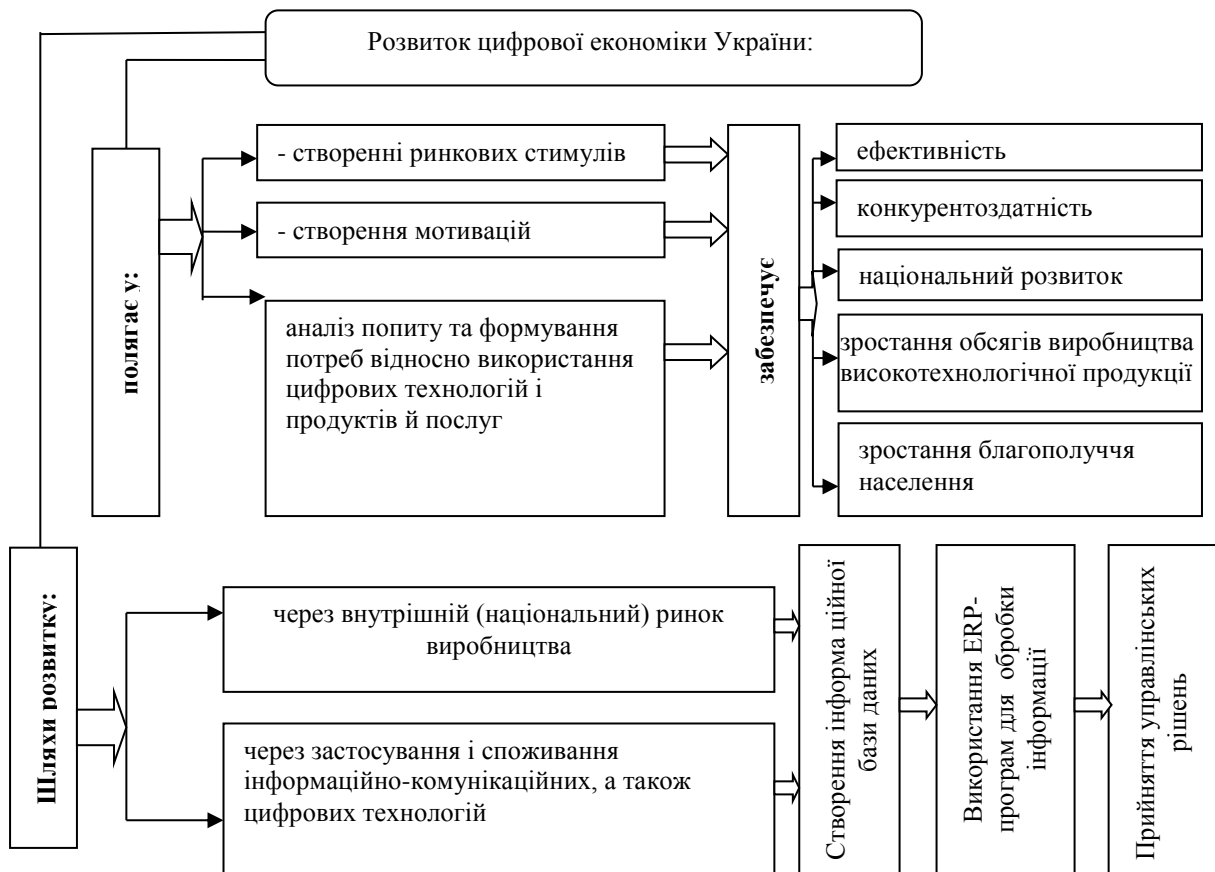 Розвиток цифрової економіки України:
полягає у:
- створенні ринкових стимулів
- створення мотивацій
аналіз попиту та формування
потреб відносно використання
цифрових технологій і
продуктів й послуг
забезпечує
ефективність
конкурентоздатність
національний розвиток
зростання обсягів виробництва
високотехнологічної продукції
зростання благополуччя
населення
Шляхи розвитку:
через внутрішній (національний) ринок
виробництва
через застосування і споживання
інформаційно-комунікаційних, а також
цифрових технологій
Створення інформа ційної
бази даних
Використання ERP-
програм для обробки
інформації
Прийняття управлінських
рішень